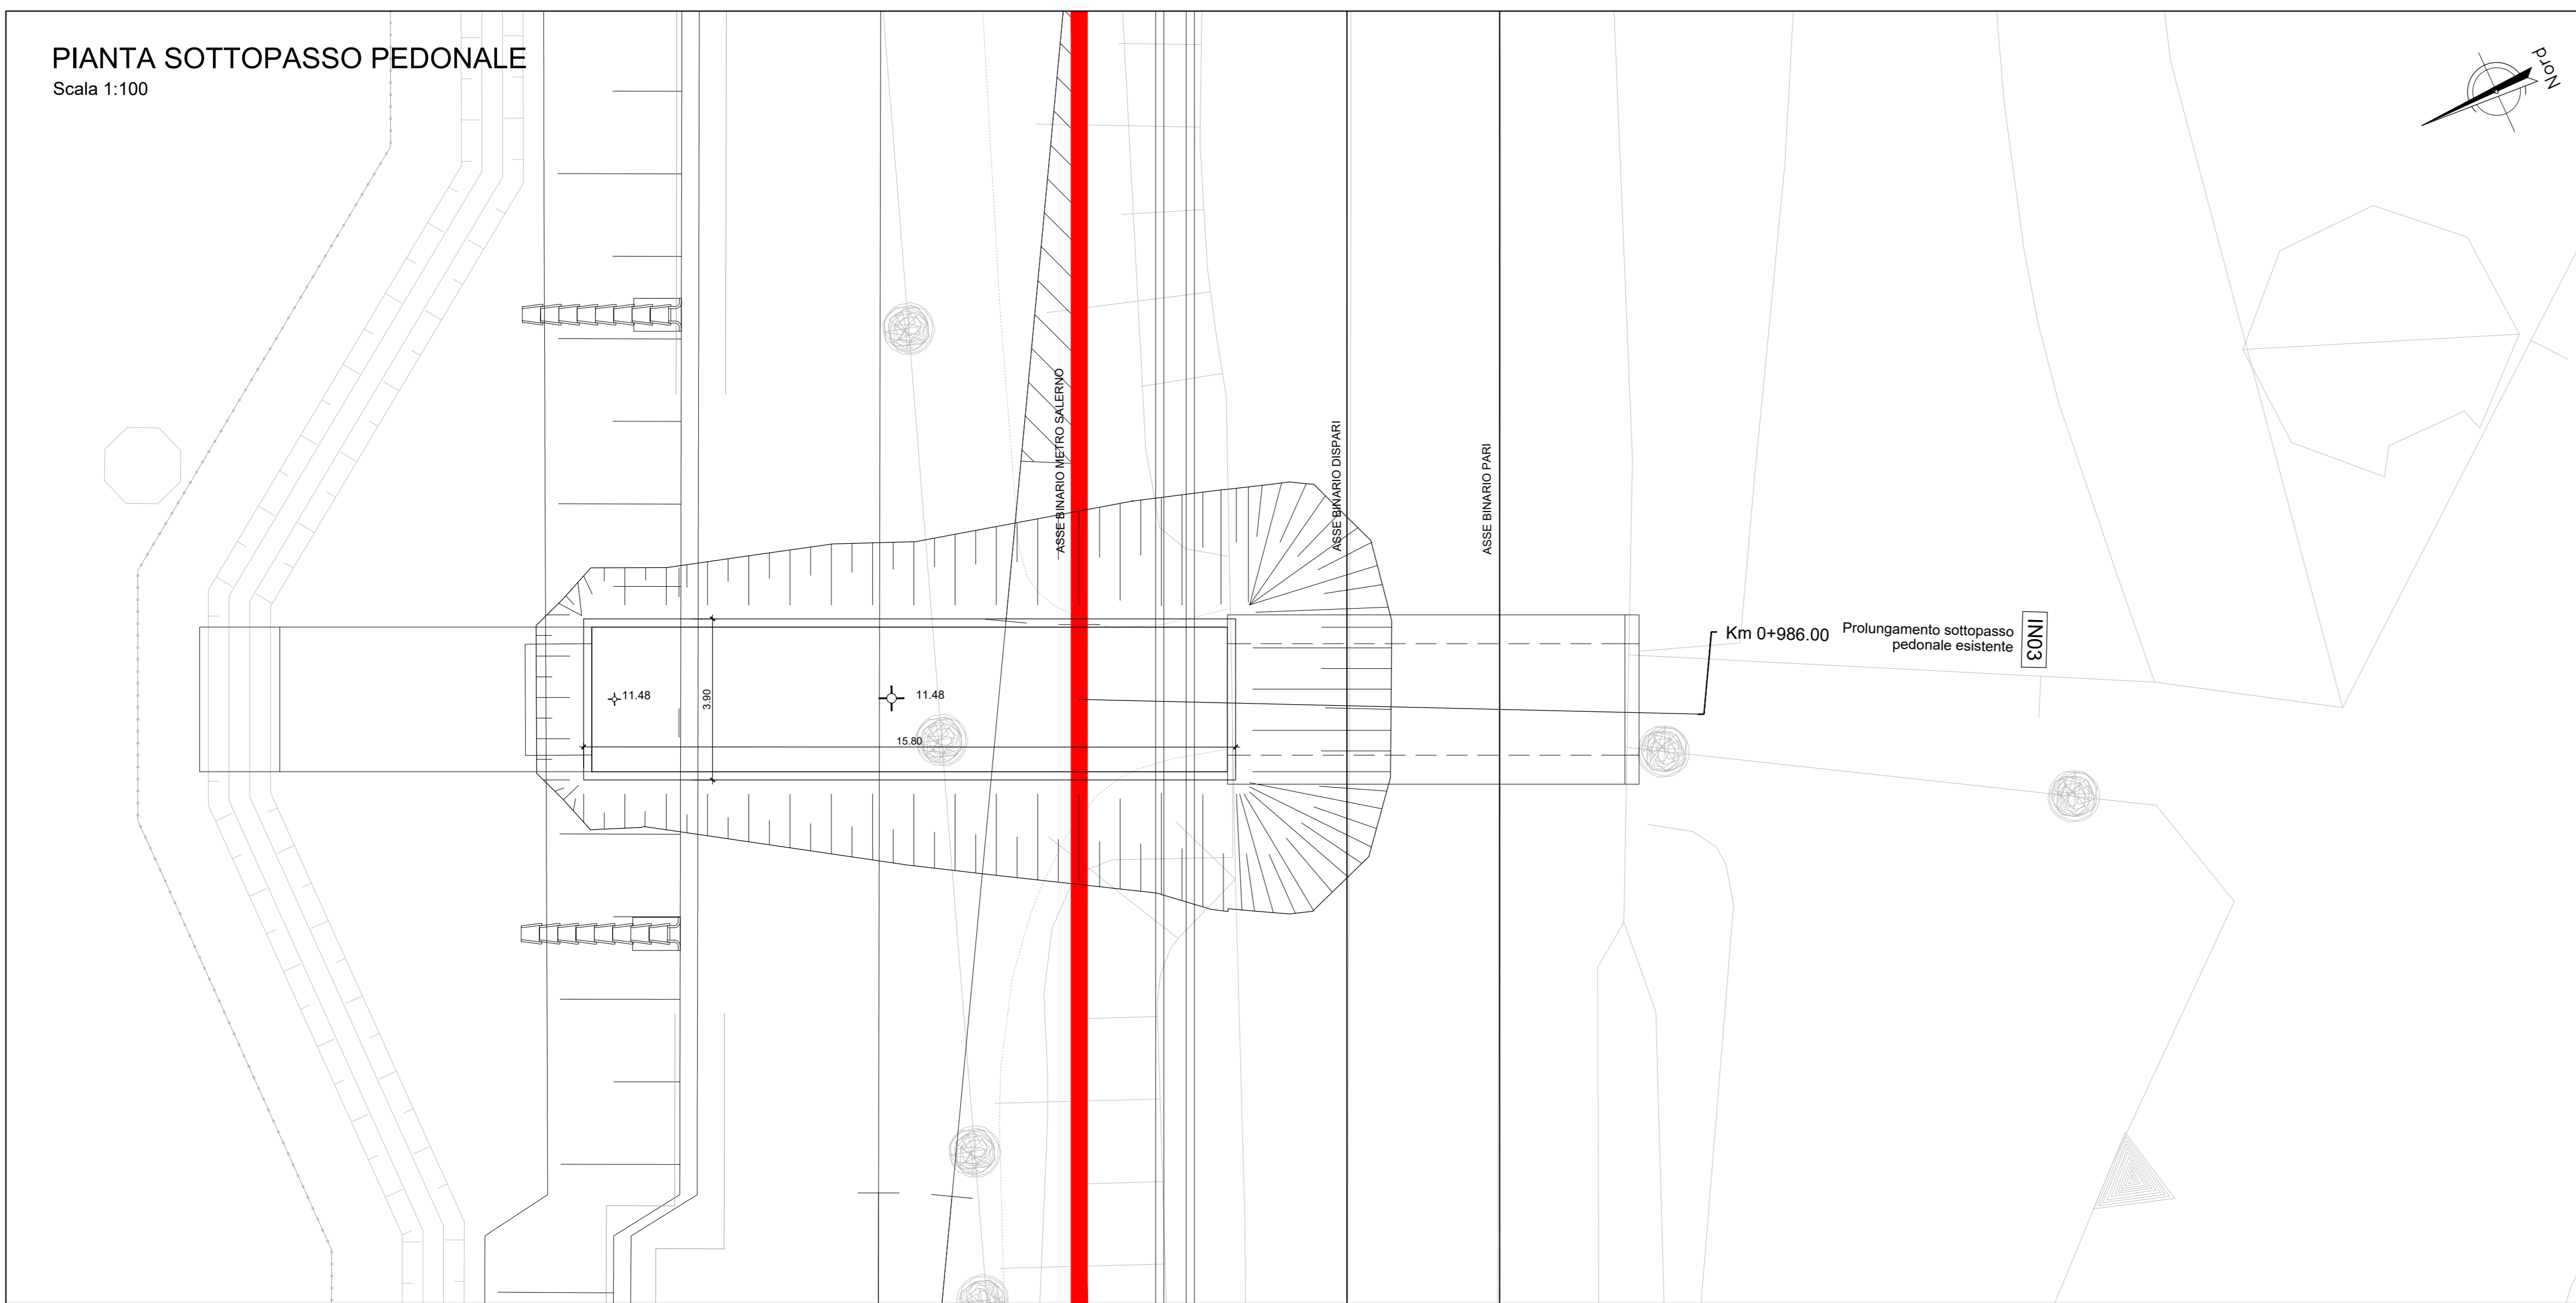 PIANTA SOTTOPASSO PEDONALE
Scala 1:100
Nord
ASSE BINARIO METRO SALERNO
ASSE BINARIO DISPARI
ASSE BINARIO PARI
Km 0+986.00
Prolungamento sottopasso
pedonale esistente
IN03
11.48
3.90
11.48
15.80